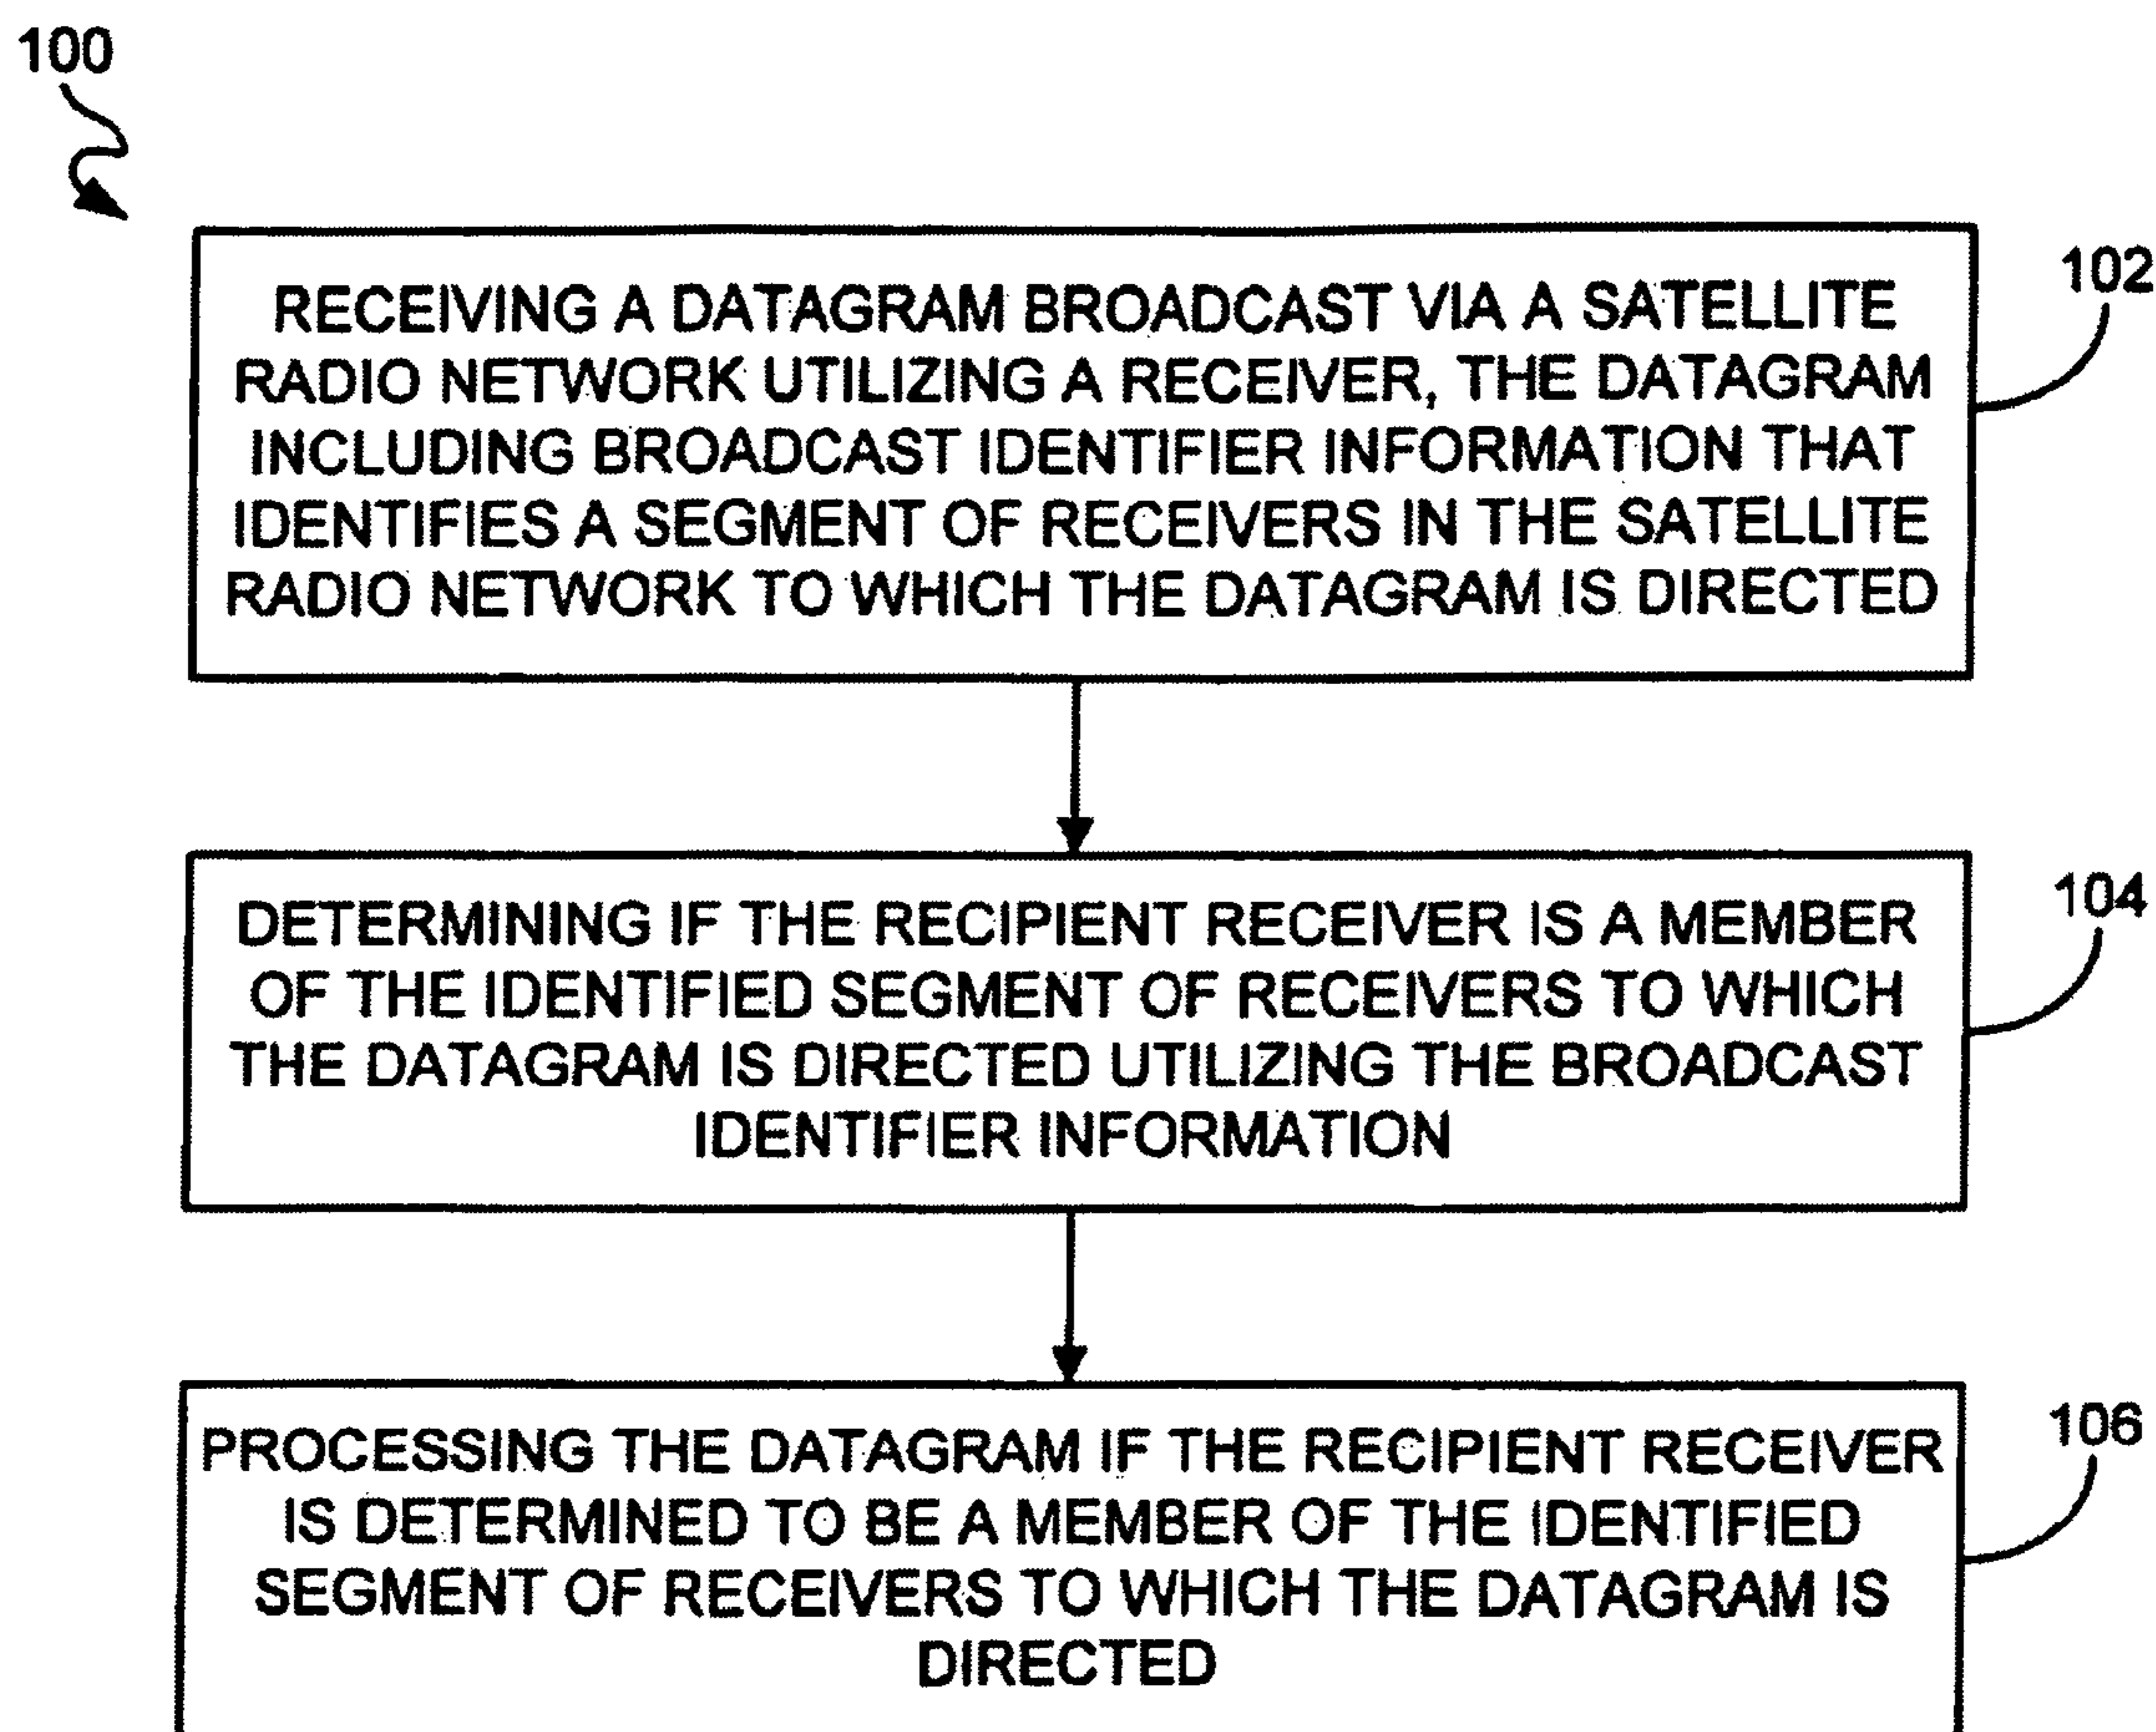 100
RECEIVING A DATAGRAM BROADCAST VIA A SATELLITE
RADIO NETWORK UTILIZING A RECEIVER, THE DATAGRAM
INCLUDING BROADCAST IDENTIFIER INFORMATION THAT
IDENTIFIES A SEGMENT OF RECEIVERS IN THE SATELLITE
RADIO NETWORK TO WHICH THE DATAGRAM IS DIRECTED
102
DETERMINING IF THE RECIPIENT RECEIVER IS A MEMBER
OF THE IDENTIFIED SEGMENT OF RECEIVERS TO WHICH
THE DATAGRAM IS DIRECTED UTILIZING THE BROADCAST
IDENTIFIER INFORMATION
104
PROCESSING THE DATAGRAM IF THE RECIPIENT RECEIVER
IS DETERMINED TO BE A MEMBER OF THE IDENTIFIED
SEGMENT OF RECEIVERS TO WHICH THE DATAGRAM IS
DIRECTED
106